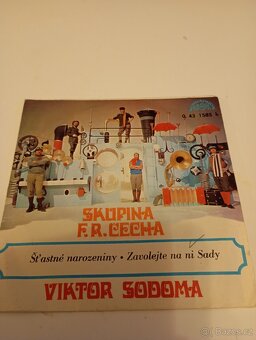 0 43 1585 h
SKUPINA
F. R. ČECHA
Šťastné narozeniny • Zavolejte na ni Sady
VIKTOR SODOMA